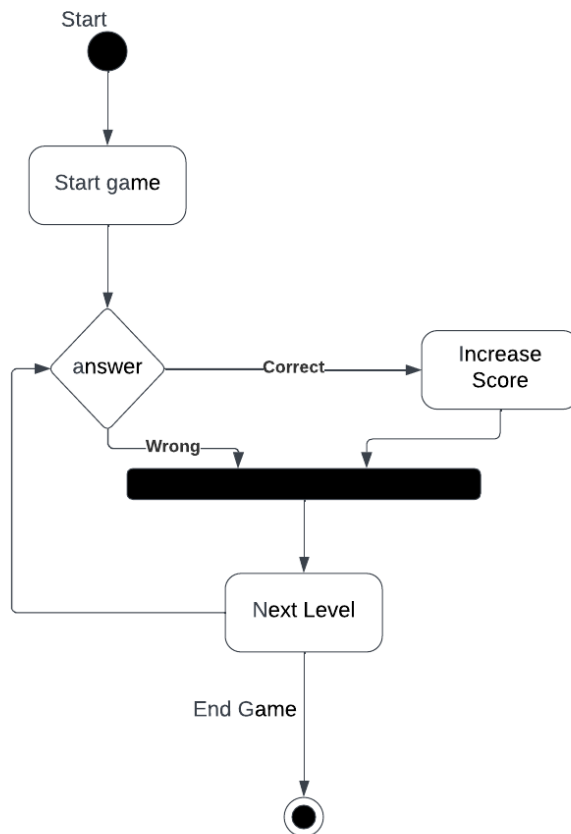 Start
Start game
answer
Correct
Increase
Score
Wrong
Next Level
End Game